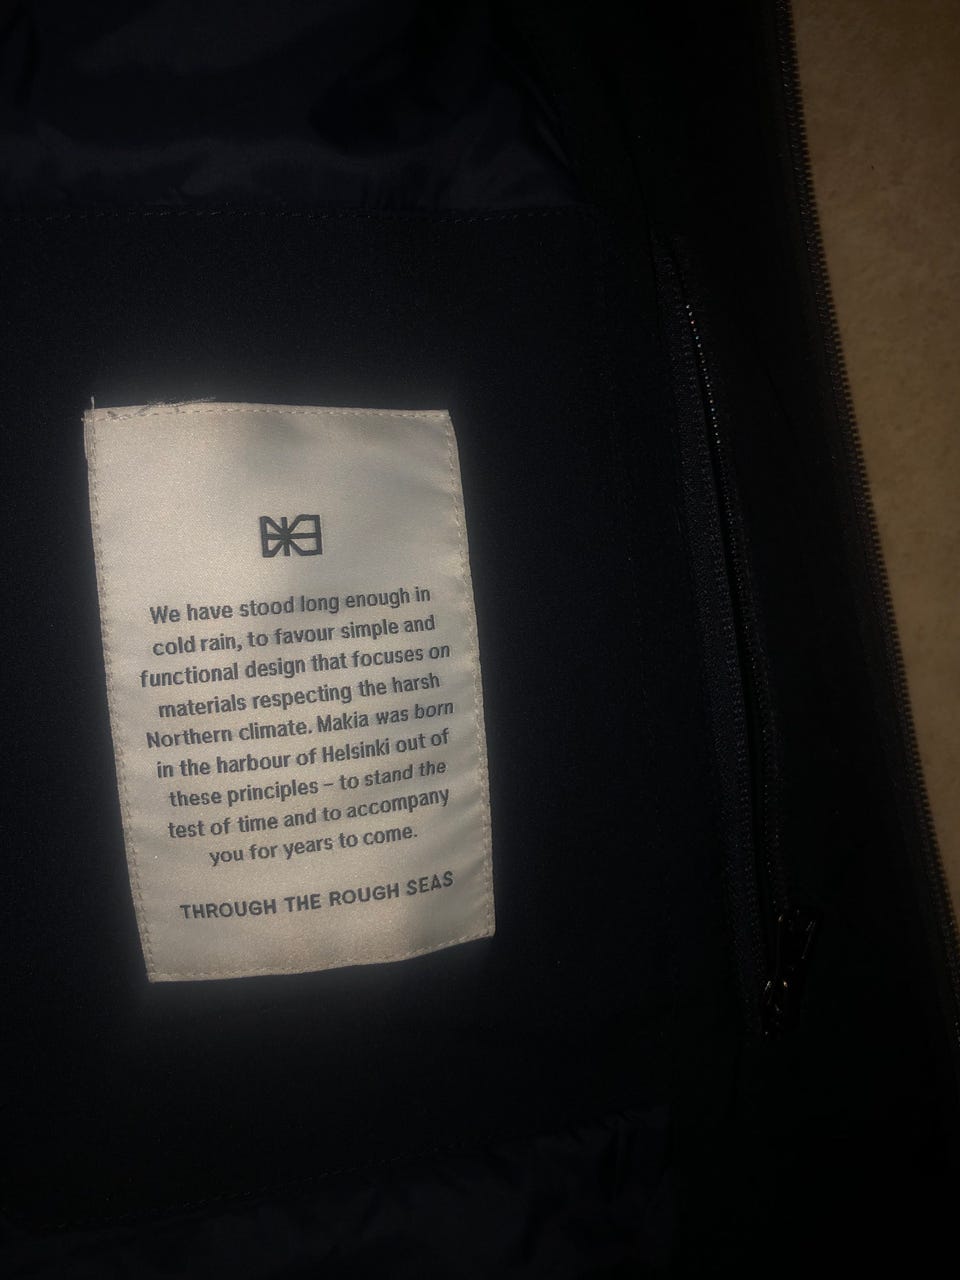 We have stood long enough in
cold rain, to favour simple and
functional design that focuses on
materials respecting the harsh
Northern climate. Makia was born
in the harbour of Helsinki out of
these principles – to stand the
test of time and to accompany
you for years to come.
THROUGH THE ROUGH SEAS